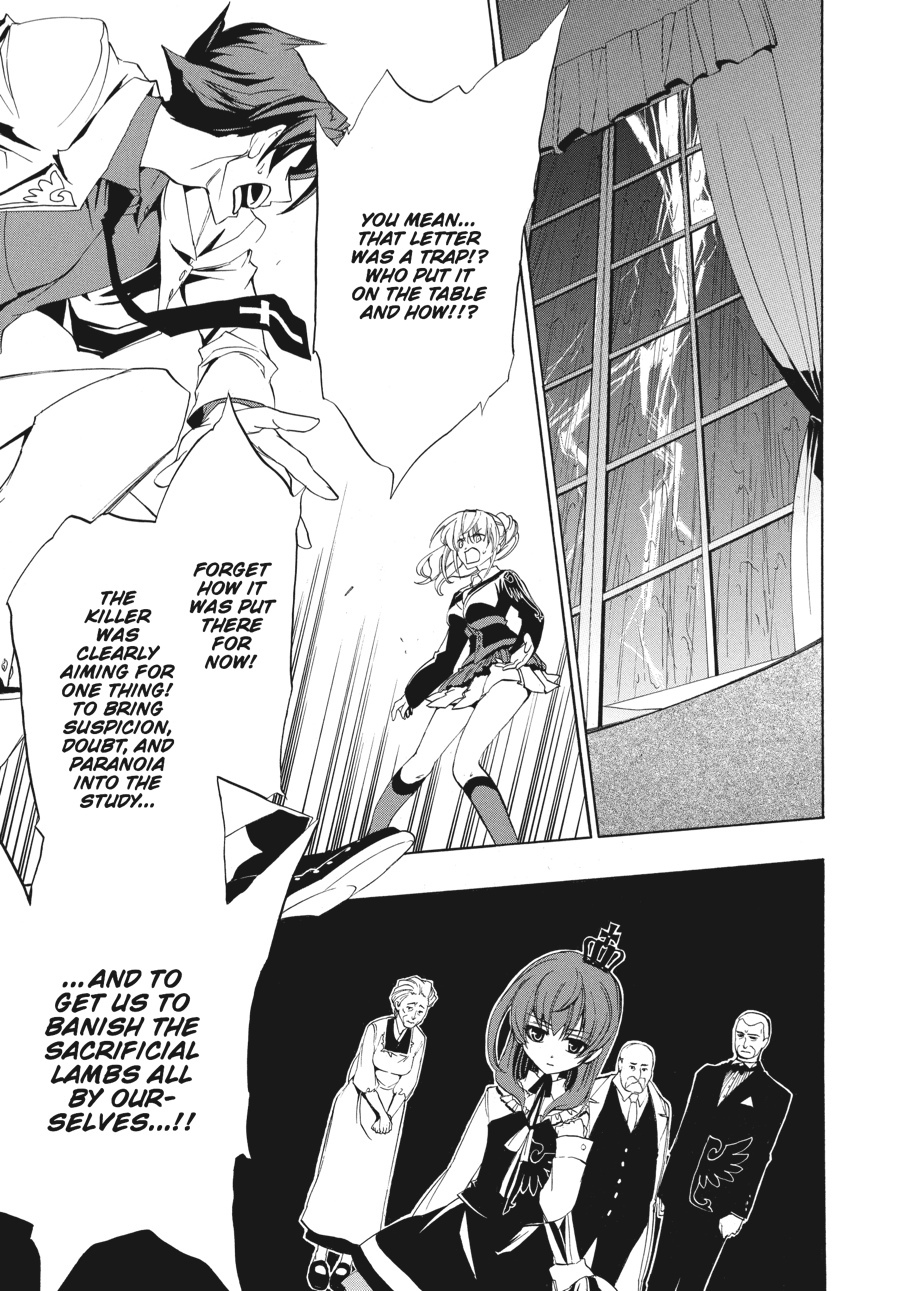 YOU MEAN...
THAT LETTER
WAS A TRAP!?
WHO PUT IT
ON THE TABLE
AND HOW!!?
FORGET
HOW IT
WAS PUT
THERE
FOR
NOW!
THE
KILLER
WAS
CLEARLY
AIMING FOR
ONE THING!
TO BRING
SUSPICION,
DOUBT, AND
PARANOIA
INTO THE
STUDY...
...AND TO
GET US TO
BANISH THE
SACRIFICIAL
LAMBS ALL
BY OUR-
SELVES...!!